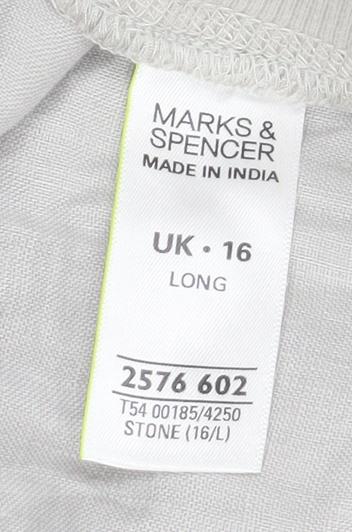 MARKS &
SPENCER
MADE IN INDIA
UK • 16
LONG
2576 602
T54 00185/4250
STONE (16/L)